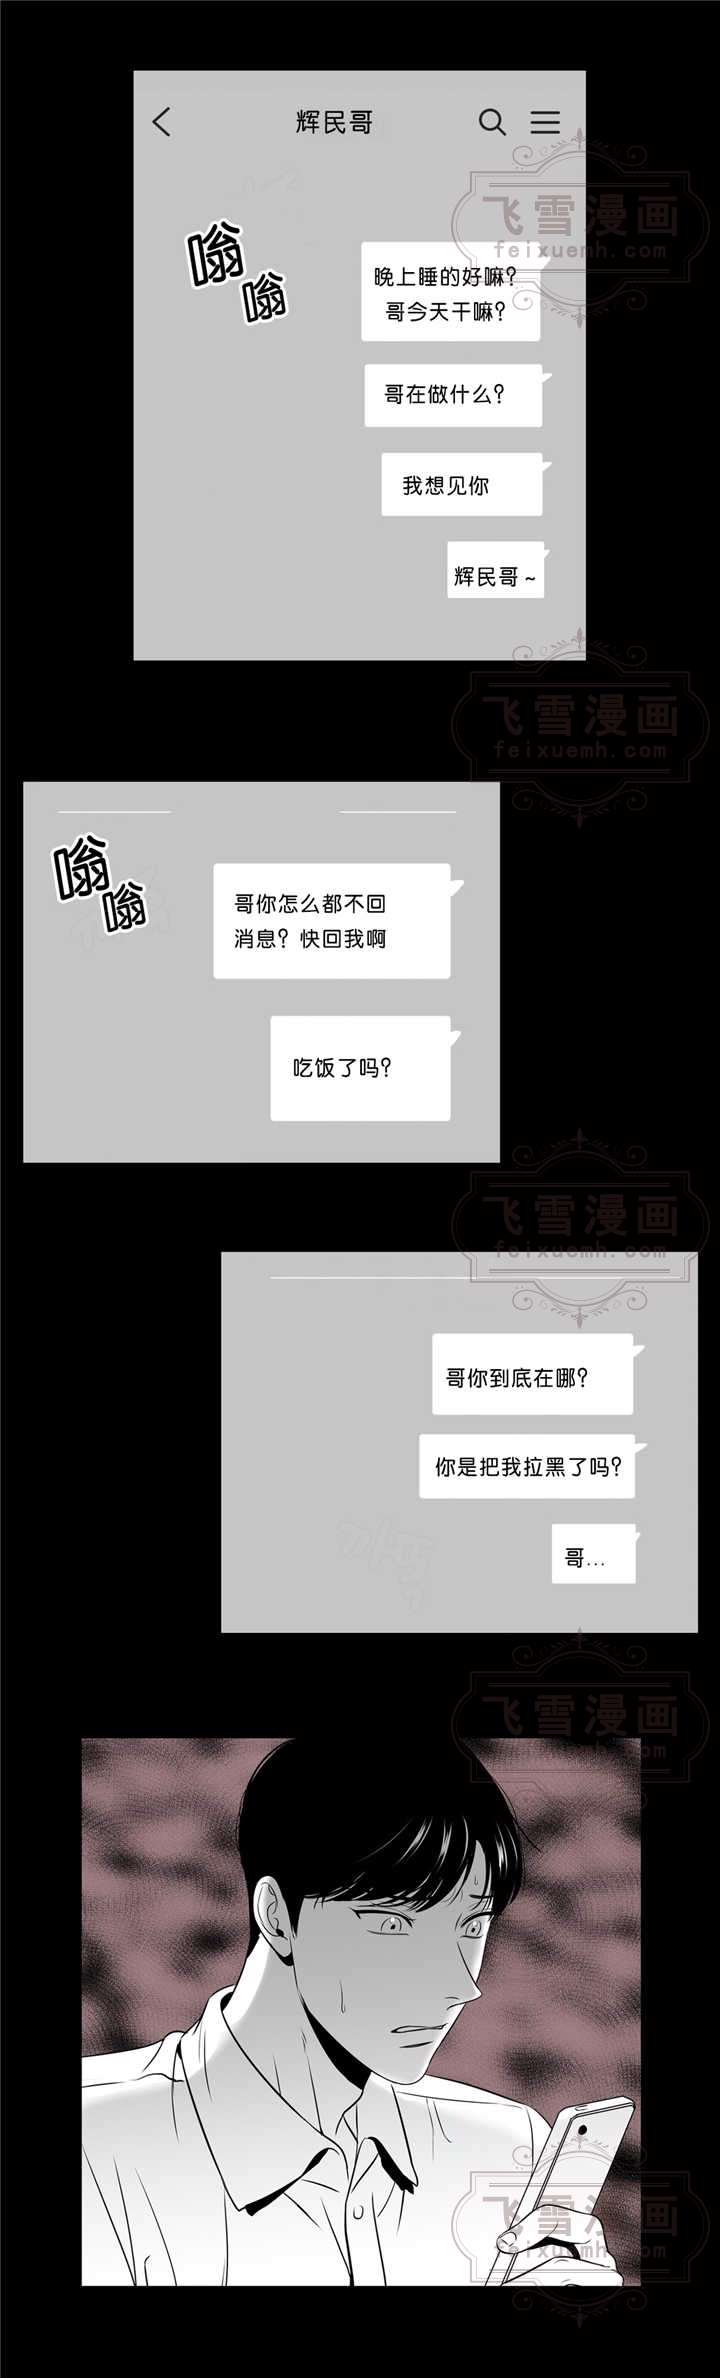 辉民哥
飞雪漫画
feixuemh.com
嗡
嗡
晚上睡的好嘛？
哥今天干嘛？
哥在做什么？
我想见你
辉民哥~
飞雪漫画
feixuemh.com
嗡
嗡
哥你怎么都不回
消息？快回我啊
吃饭了吗？
飞雪漫画
feixuemh.com
哥你到底在哪？
你是把我拉黑了吗？
哥...
飞雪漫画
feixuemh.com
飞雪漫画
feixuemh.com